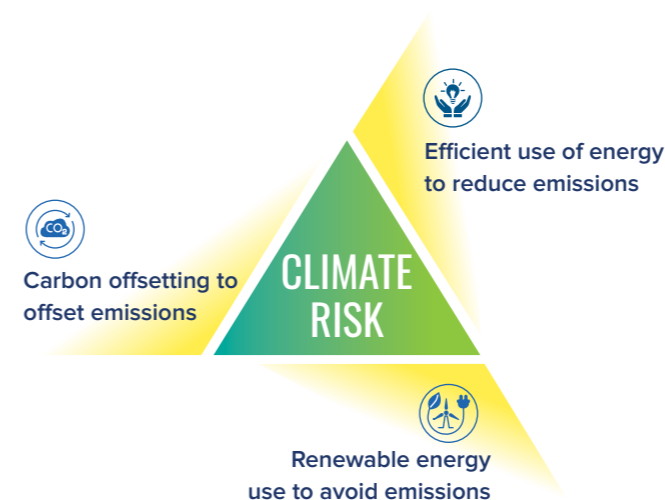 Efficient use of energy
to reduce emissions
CO2
Carbon offsetting to
offset emissions
CLIMATE
RISK
Renewable energy
use to avoid emissions